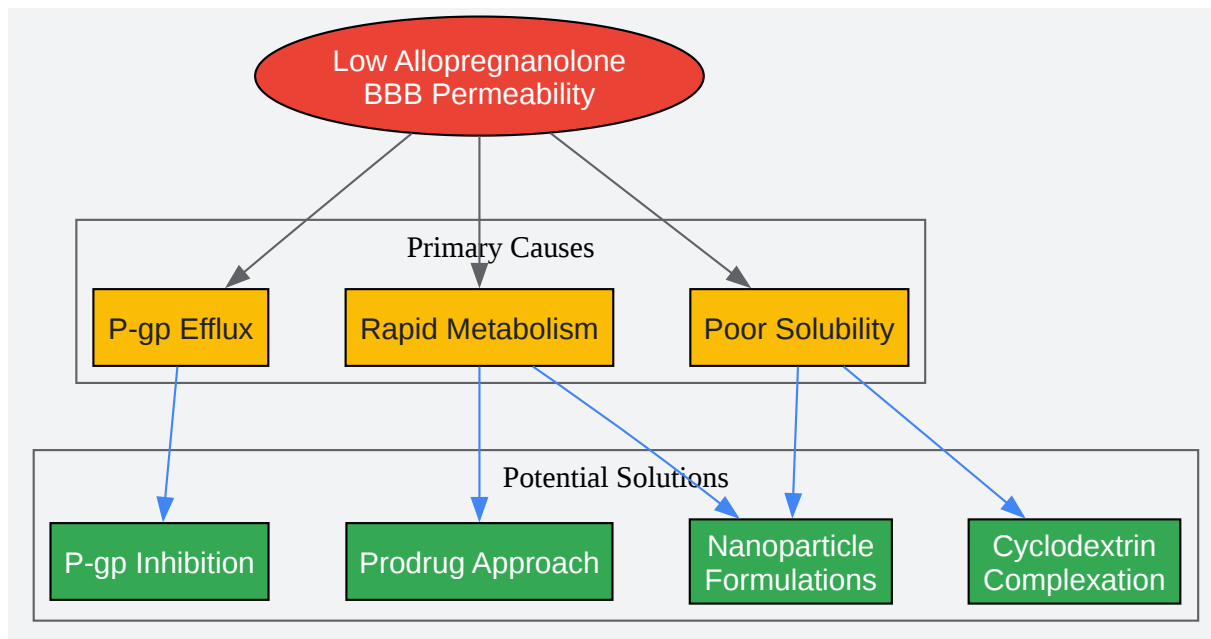 Low Allopregnanolone
BBB Permeability
Primary Causes
P-gp Efflux
Rapid Metabolism
Poor Solubility
Potential Solutions
P-gp Inhibition
Prodrug Approach
Nanoparticle
Formulations
Cyclodextrin
Complexation